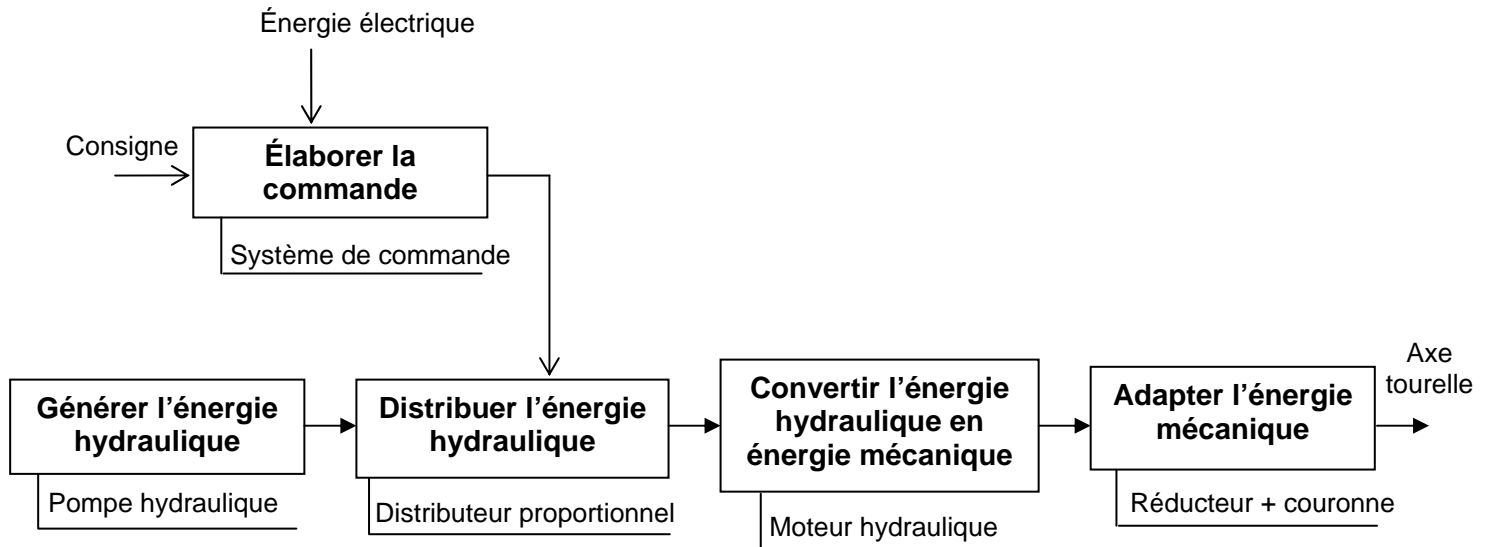 Énergie électrique
Consigne
Élaborer la
commande
Système de commande
Générer l’énergie
hydraulique
Pompe hydraulique
Distribuer l’énergie
hydraulique
Distributeur proportionnel
Convertir l’énergie
hydraulique en
énergie mécanique
Moteur hydraulique
Adapter l’énergie
mécanique
Réducteur + couronne
Axe
tourelle